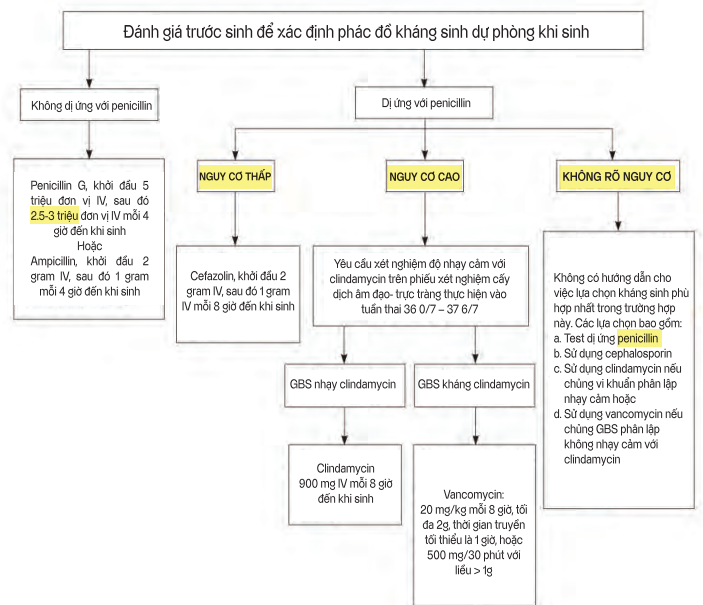 Đánh giá trước sinh để xác định phác đồ kháng sinh dự phòng khi sinh
Không dị ứng với penicillin
Dị ứng với penicillin
Penicillin G, khởi đầu 5
triệu đơn vị IV, sau đó
2.5-3 triệu đơn vị IV mỗi 4
giờ đến khi sinh
Hoặc
Ampicillin, khởi đầu 2
gram IV, sau đó 1 gram
mỗi 4 giờ đến khi sinh
NGUY CƠ THẤP
NGUY CƠ CAO
KHÔNG RÕ NGUY CƠ
Cefazolin, khởi đầu 2
gram IV, sau đó 1 gram
IV mỗi 8 giờ đến khi sinh
Yêu cầu xét nghiệm độ nhạy cảm với
clindamycin trên phiếu xét nghiệm cấy
dịch âm đạo- trực tràng thực hiện vào
tuần thai 36 0/7 – 37 6/7
Không có hướng dẫn cho
việc lựa chọn kháng sinh phù
hợp nhất trong trường hợp
này. Các lựa chọn bao gồm:
a. Test dị ứng penicillin
b. Sử dụng cephalosporin
c. Sử dụng clindamycin nếu
chủng vi khuẩn phân lập
nhạy cảm hoặc
d. Sử dụng vancomycin nếu
chủng GBS phân lập
không nhạy cảm với
clindamycin
GBS nhạy clindamycin
GBS kháng clindamycin
Clindamycin
900 mg IV mỗi 8 giờ
đến khi sinh
Vancomycin:
20 mg/kg mỗi 8 giờ, tối
đa 2g, thời gian truyền
tối thiểu là 1 giờ, hoặc
500 mg/30 phút với
liều > 1g